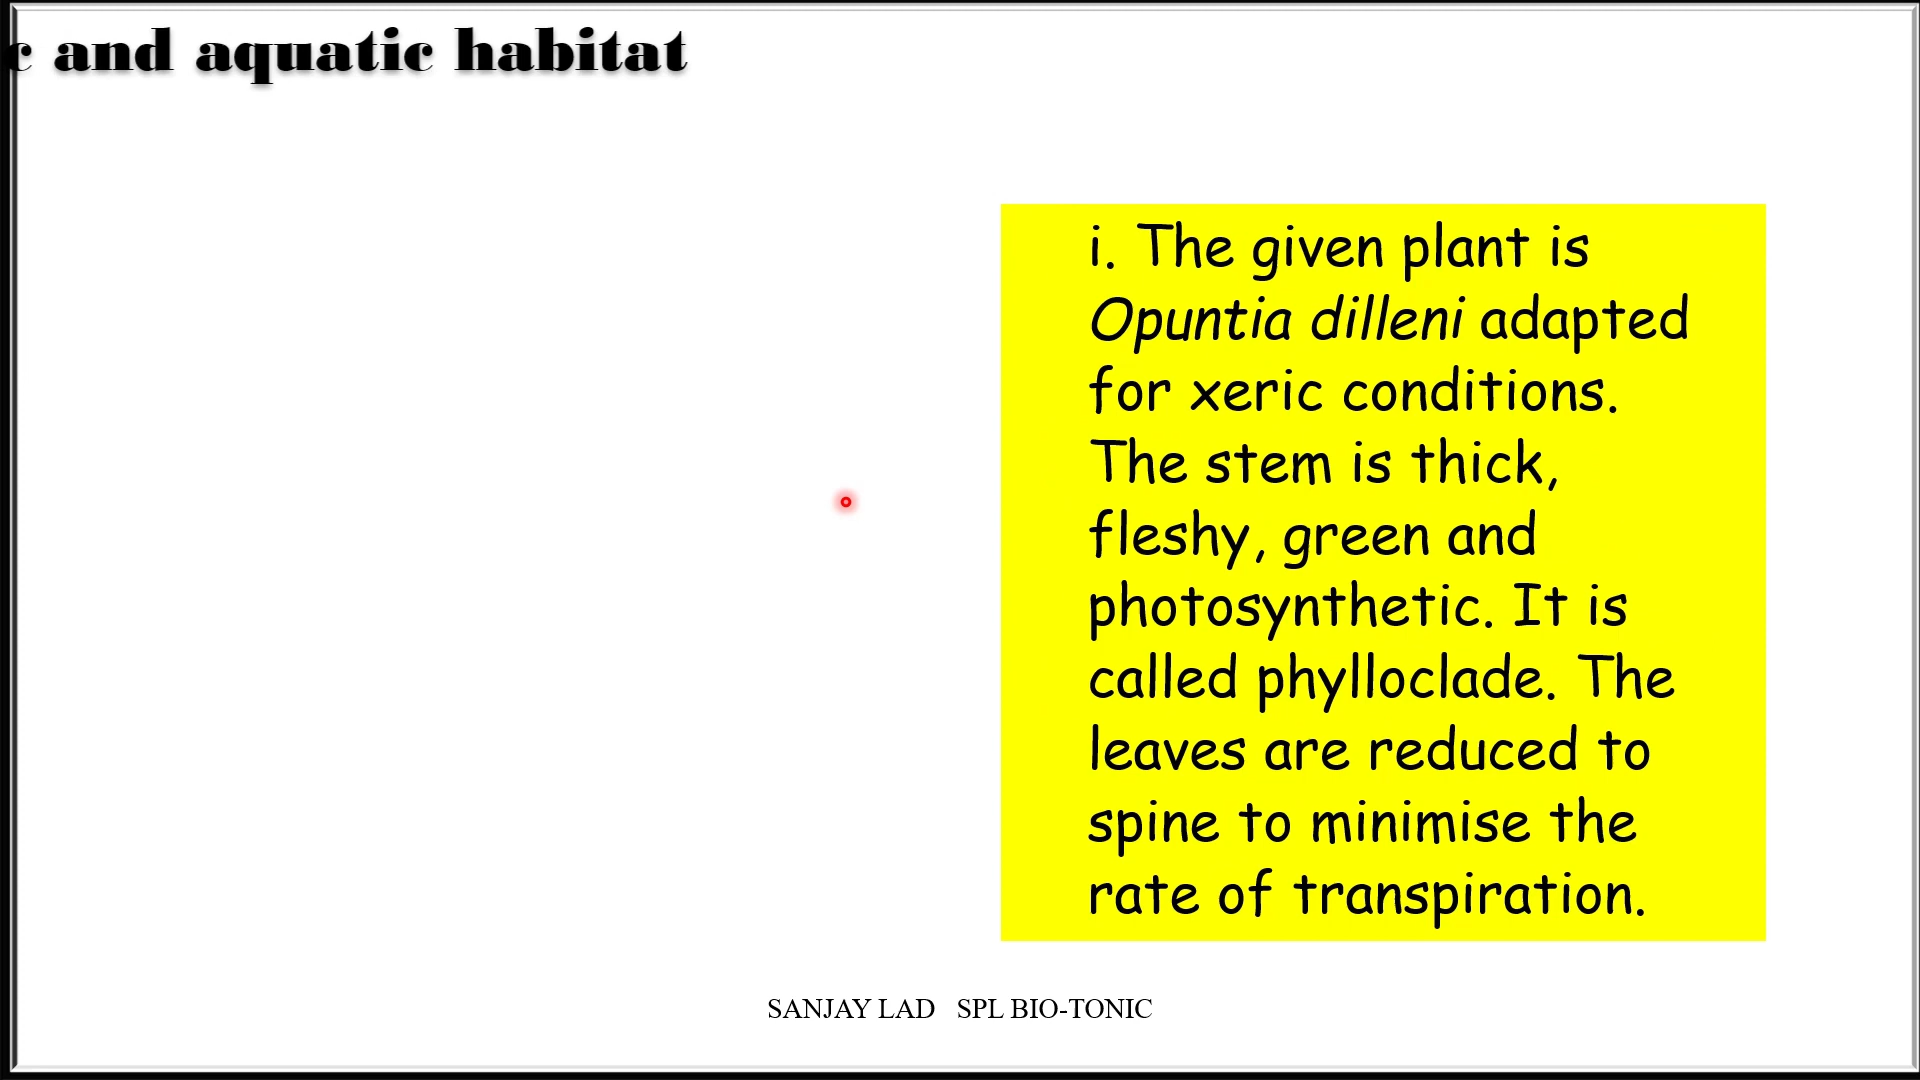 c and aquatic habitat
i. The given plant is
Opuntia dilleni adapted
for xeric conditions.
The stem is thick,
fleshy, green and
photosynthetic. It is
called phylloclade. The
leaves are reduced to
spine to minimise the
rate of transpiration.
SANJAY LAD SPL BIO-TONIC